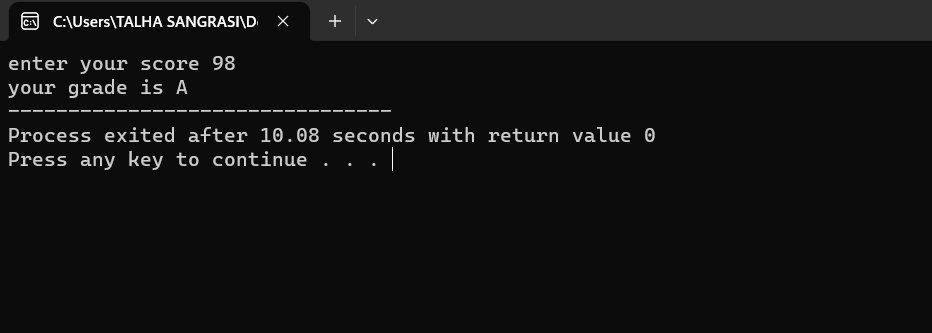 C:\Users\TALHA SANGRASI\D
enter your score 98
your grade is A
--------------------------------
Process exited after 10.08 seconds with return value 0
Press any key to continue . . .